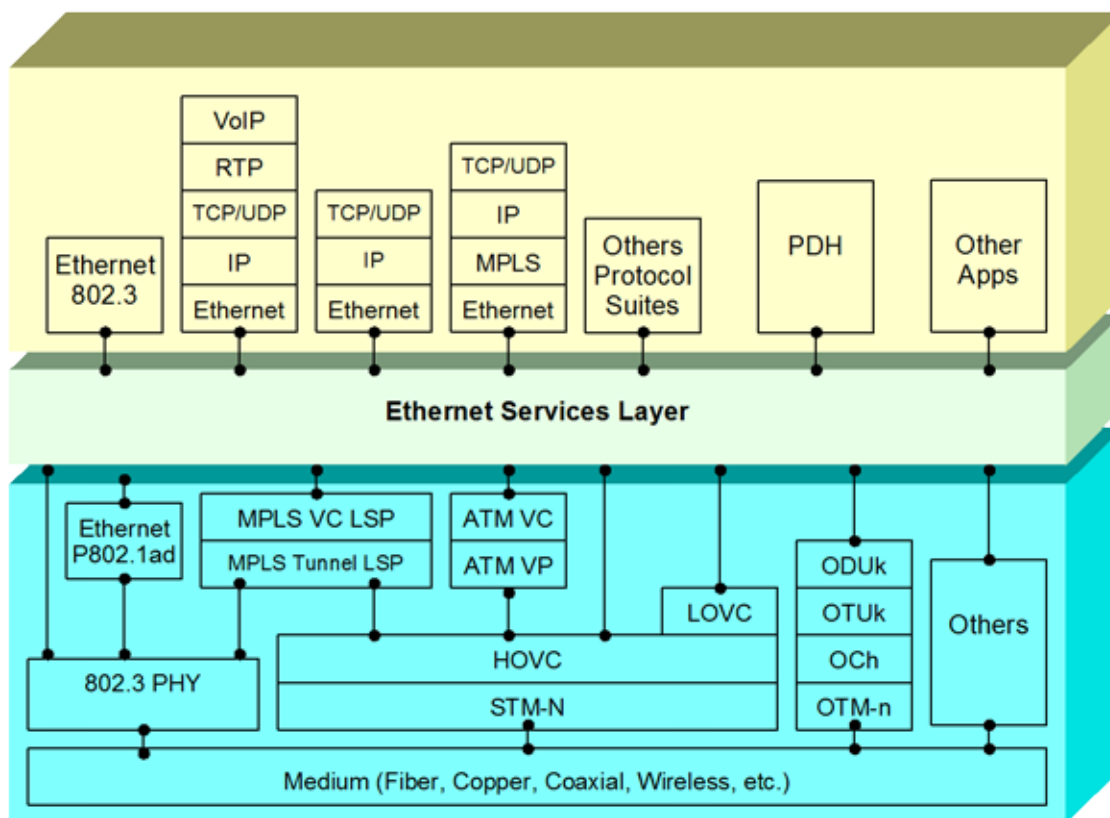 VoIP
RTP
TCP/UDP
IP
Ethernet
Ethernet
802.3
TCP/UDP
IP
Ethernet
TCP/UDP
IP
MPLS
Ethernet
Others
Protocol
Suites
PDH
Other
Apps
Ethernet Services Layer
Ethernet
P802.1ad
MPLS VC LSP
MPLS Tunnel LSP
ATM VC
ATM VP
LOVC
HOVC
STM-N
802.3 PHY
ODUk
OTUk
OCh
OTM-n
Others
Medium (Fiber, Copper, Coaxial, Wireless, etc.)